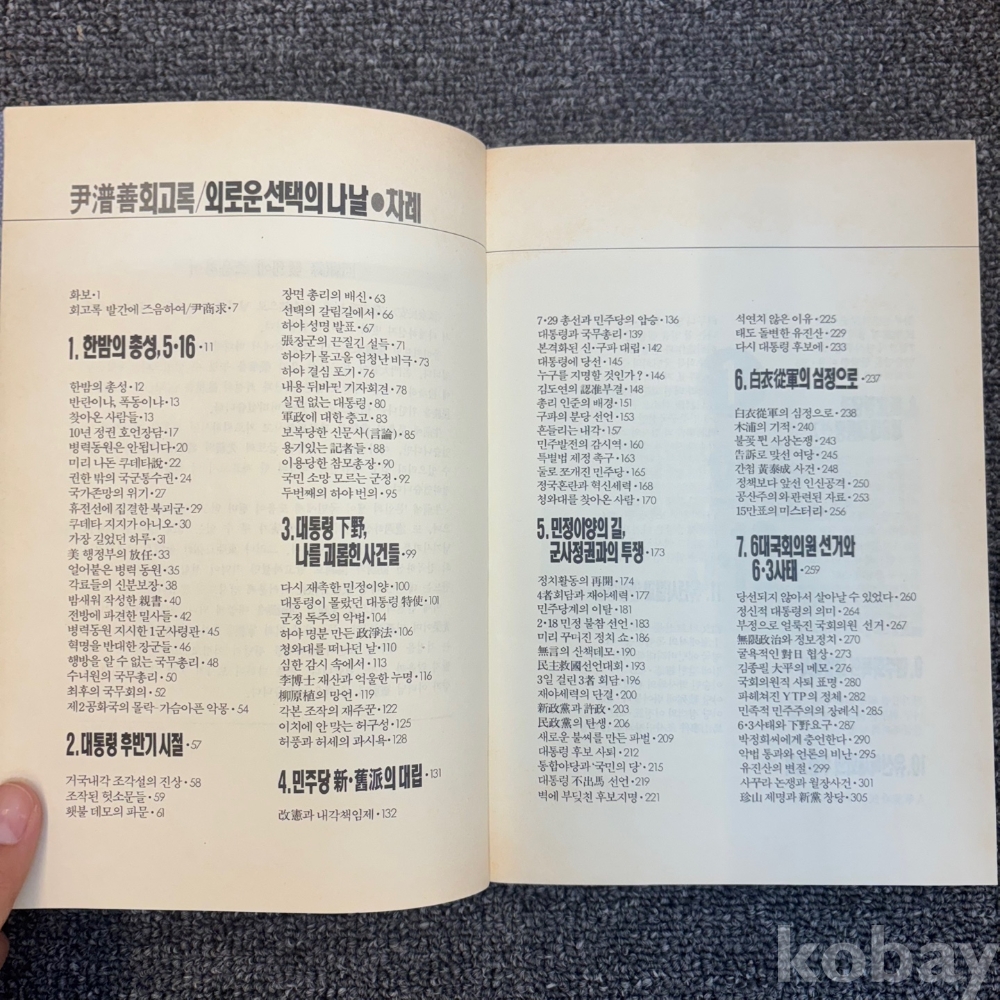 尹潽善회고록/외로운선택의나날●차례
화보·1
회고록 발간에 즈음하여/尹商求·7
1. 한밤의 총성, 5·16·11
한밤의 총성·12
반란이냐, 폭동이냐·13
찾아온 사람들·13
10년 정권 호언장담·17
병력동원은 안됩니다·20
미리 나돈 쿠데타說·22
권한 밖의 국군통수권·24
국가존망의 위기·27
휴전선에 집결한 북괴군·29
쿠데타 지지가 아니오·30
가장 길었던 하루·31
美 행정부의 放任·33
얼어붙은 병력 동원·35
각료들의 신분보장·38
밤새워 작성한 親書·40
전방에 파견한 밀사들·42
병력동원 지시한 1군사령관·45
혁명을 반대한 장군들·46
행방을 알 수 없는 국무총리·48
수녀원의 국무총리·50
최후의 국무회의·52
제2공화국의 몰락·가슴아픈 악몽·54
2. 대통령 후반기 시절·57
거국내각 조각설의 진상·58
조작된 헛소문들·59
횃불 데모의 파문·61
장면 총리의 배신·63
선택의 갈림길에서·66
하야 성명 발표·67
張장군의 끈질긴 설득·71
하야가 몰고올 엄청난 비극·73
하야 결심 포기·76
내용 뒤바뀐 기자회견·78
실권 없는 대통령·80
軍政에 대한 충고·83
보복당한 신문사(言論)·85
용기있는 記者들·88
이용당한 참모총장·90
국민 소망 모르는 군정·92
두번째의 하야 번의·95
3. 대통령 下野,
나를 괴롭힌 사건들·99
다시 재촉한 민정이양·100
대통령이 몰랐던 대통령 特使·101
군정 독주의 악법·104
하야 명분 만든 政淨法·106
청와대를 떠나던 날·110
심한 감시 속에서·113
李博士 재산과 억울한 누명·116
柳原植의 망언·119
각본 조작의 재주꾼·122
이치에 안 맞는 허구성·125
허풍과 허세의 과시욕·128
4. 민주당 新·舊派의 대립·131
改憲과 내각책임제·132
7·29 총선과 민주당의 압승·136
대통령과 국무총리·139
본격화된 신·구파 대립·142
대통령에 당선·145
누구를 지명할 것인가?·146
김도연의 認准부결·148
총리 인준의 배경·151
구파의 분당 선언·153
흔들리는 내각·157
민주발전의 감시역·160
특별법 제정 촉구·163
둘로 쪼개진 민주당·165
정국혼란과 혁신세력·168
청와대를 찾아온 사람·170
5. 민정이양의 길,
군사정권과의 투쟁·173
정치활동의 再開·174
4者회담과 재야세력·177
민주당계의 이탈·181
2·18 민정 불참 선언·183
미리 꾸미진 정치 쇼·186
無言의 산책데모·190
民主救國선언대회·193
3일 걸린 3者 회담·196
재야세력의 단결·200
新政黨과 許政·203
民政黨의 탄생·206
새로운 불씨를 만든 파벌·209
대통령 후보 사퇴·212
통합야당과 ‘국민의 당’·215
대통령 不出馬 선언·219
벽에 부딪친 후보지명·221
석연치 않은 이유·225
태도 돌변한 유진산·229
다시 대통령 후보에·233
6. 白衣從軍의 심정으로·237
白衣從軍의 심정으로·238
木浦의 기적·240
불꽃 튄 사상논쟁·243
告訴로 맞선 여당·245
간첩 黃泰成 사건·248
정책보다 앞선 인신공격·250
공산주의와 관련된 자료·253
15만표의 미스터리·256
7. 6대국회의원 선거와
6·3사태·259
당선되지 않아서 살아날 수 있었다·260
정신적 대통령의 의미·264
부정으로 얼룩진 국회의원 선거·267
無限政治와 정보정치·270
굴욕적인 對日 협상·273
김종필 大平의 메모·276
국회의원직 사퇴 표명·280
파헤쳐진 YTP의 정체·282
민족적 민주주의의 장례식·285
6·3사태와 下野요구·287
박정희씨에게 충언한다·290
악법 통과와 언론의 비난·295
유진산의 변절·299
사꾸라 논쟁과 월장사건·301
珍山 제명과 新黨 창당·305
kobay